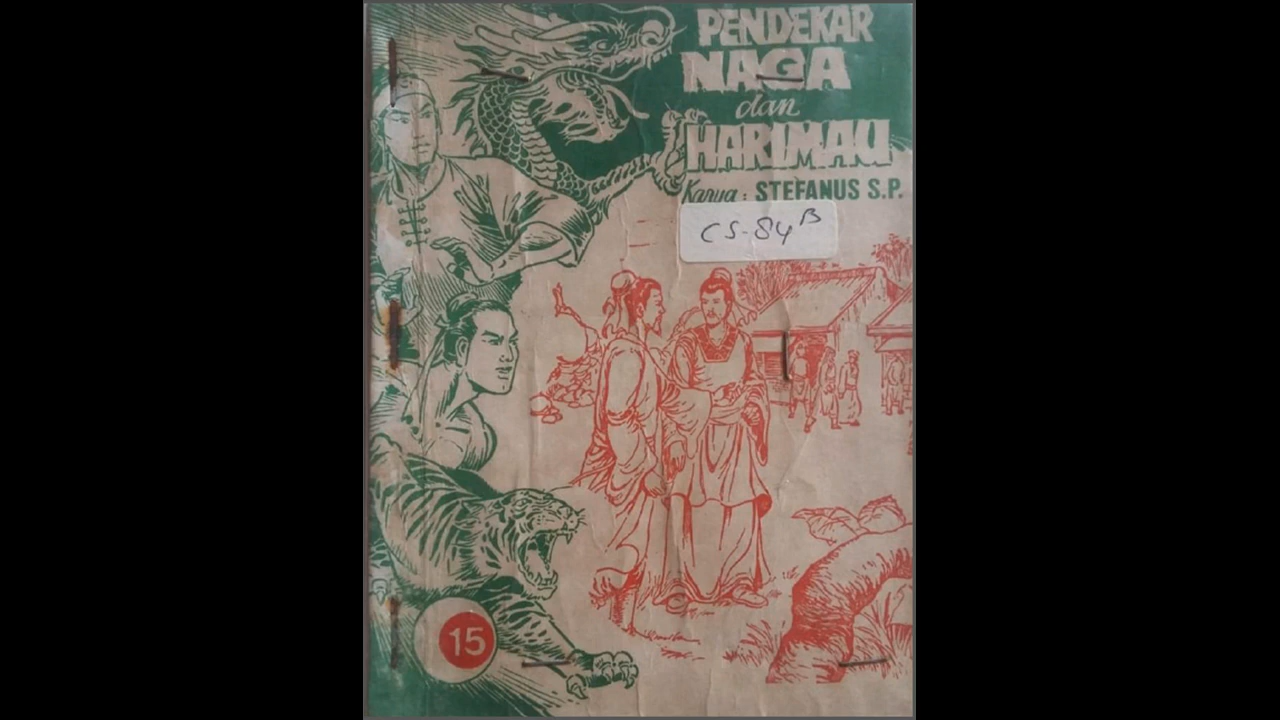 PENDEKAR
NAGA
dan
HARIMAU
Karya : STEFANUS S.P.
CS-84B
15